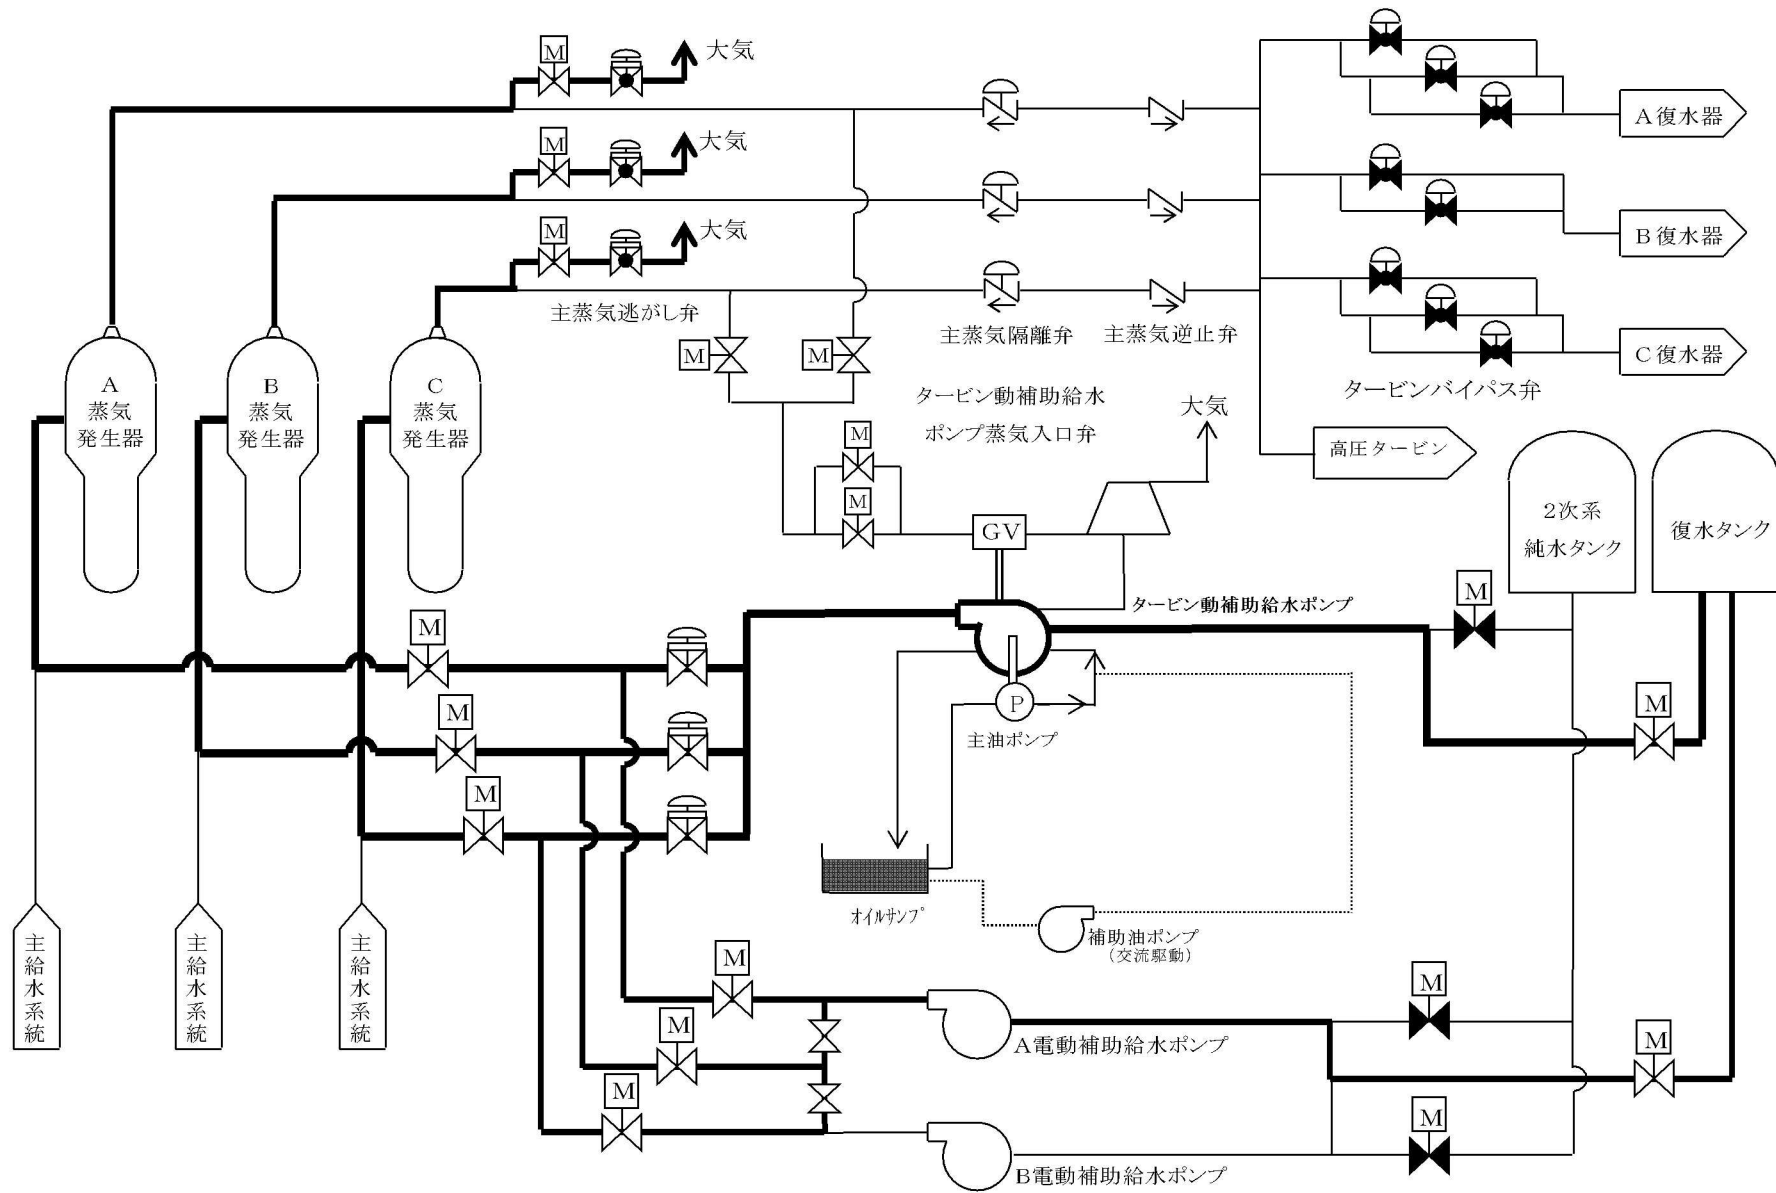 M
大気
M
大気
M
大気
主蒸気逃がし弁
主蒸気隔離弁
主蒸気逆止弁
A復水器
B復水器
C復水器
タービンバイパス弁
高圧タービン
A
蒸気
発生器
B
蒸気
発生器
C
蒸気
発生器
M
M
タービン動補助給水
ポンプ蒸気入口弁
M
M
大気
GV
2次系
純水タンク
復水タンク
タービン動補助給水ポンプ
M
M
M
M
M
P
主油ポンプ
オイルサンプ
補助油ポンプ
(交流駆動)
主給水系統
主給水系統
主給水系統
M
M
M
A電動補助給水ポンプ
B電動補助給水ポンプ
M
M
M